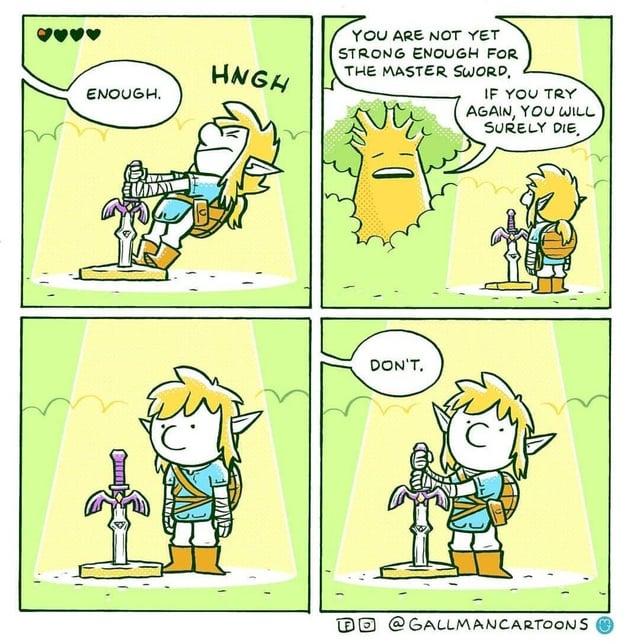 ENOUGH.
HNGH
YOU ARE NOT YET
STRONG ENOUGH FOR
THE MASTER SWORD.
IF YOU TRY
AGAIN, YOU WILL
SURELY DIE.
DON'T.
@GALLMANCARTOONS